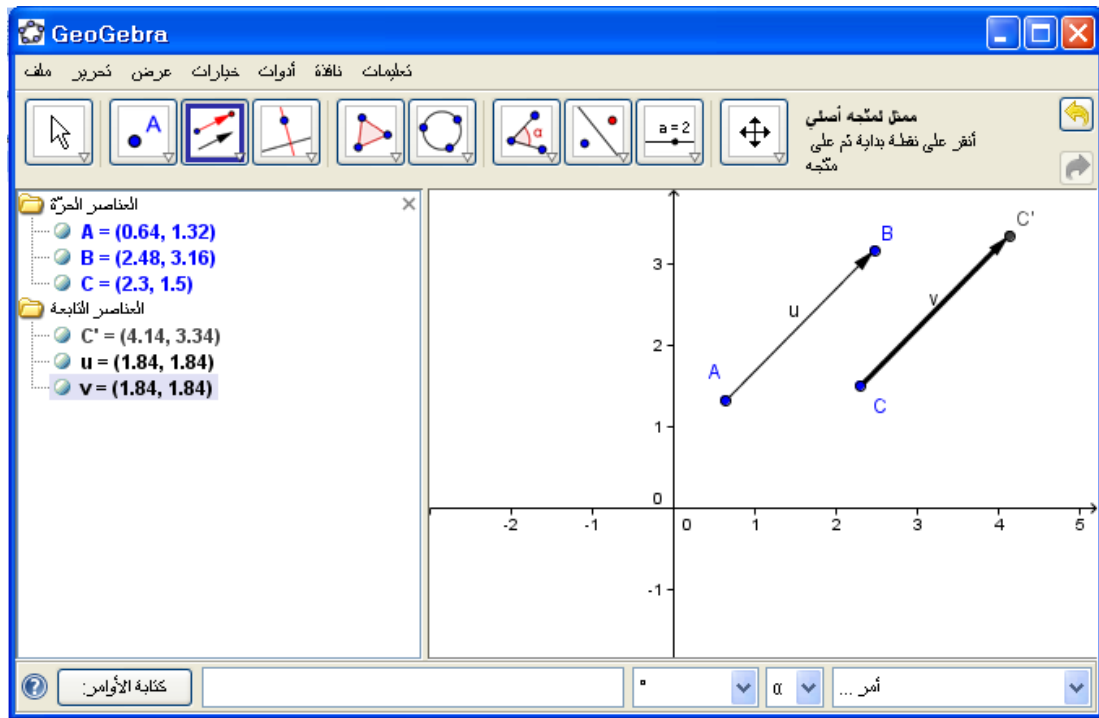 GeoGebra
ملف تحرير عرض خيارات أدوات نافذة تعليمات
A
α
a = 2
ممثل لمتّجه أصلي
أنقر على نقطة بداية ثم على
متّجه
العناصر الحرّة
A = (0.64, 1.32)
B = (2.48, 3.16)
C = (2.3, 1.5)
العناصر التابعة
C' = (4.14, 3.34)
u = (1.84, 1.84)
v = (1.84, 1.84)
C'
B
3
v
u
2
A
C
1
0
-2 -1 0 1 2 3 4 5
-1
كتابة الأوامر:
°
α
أمر ...